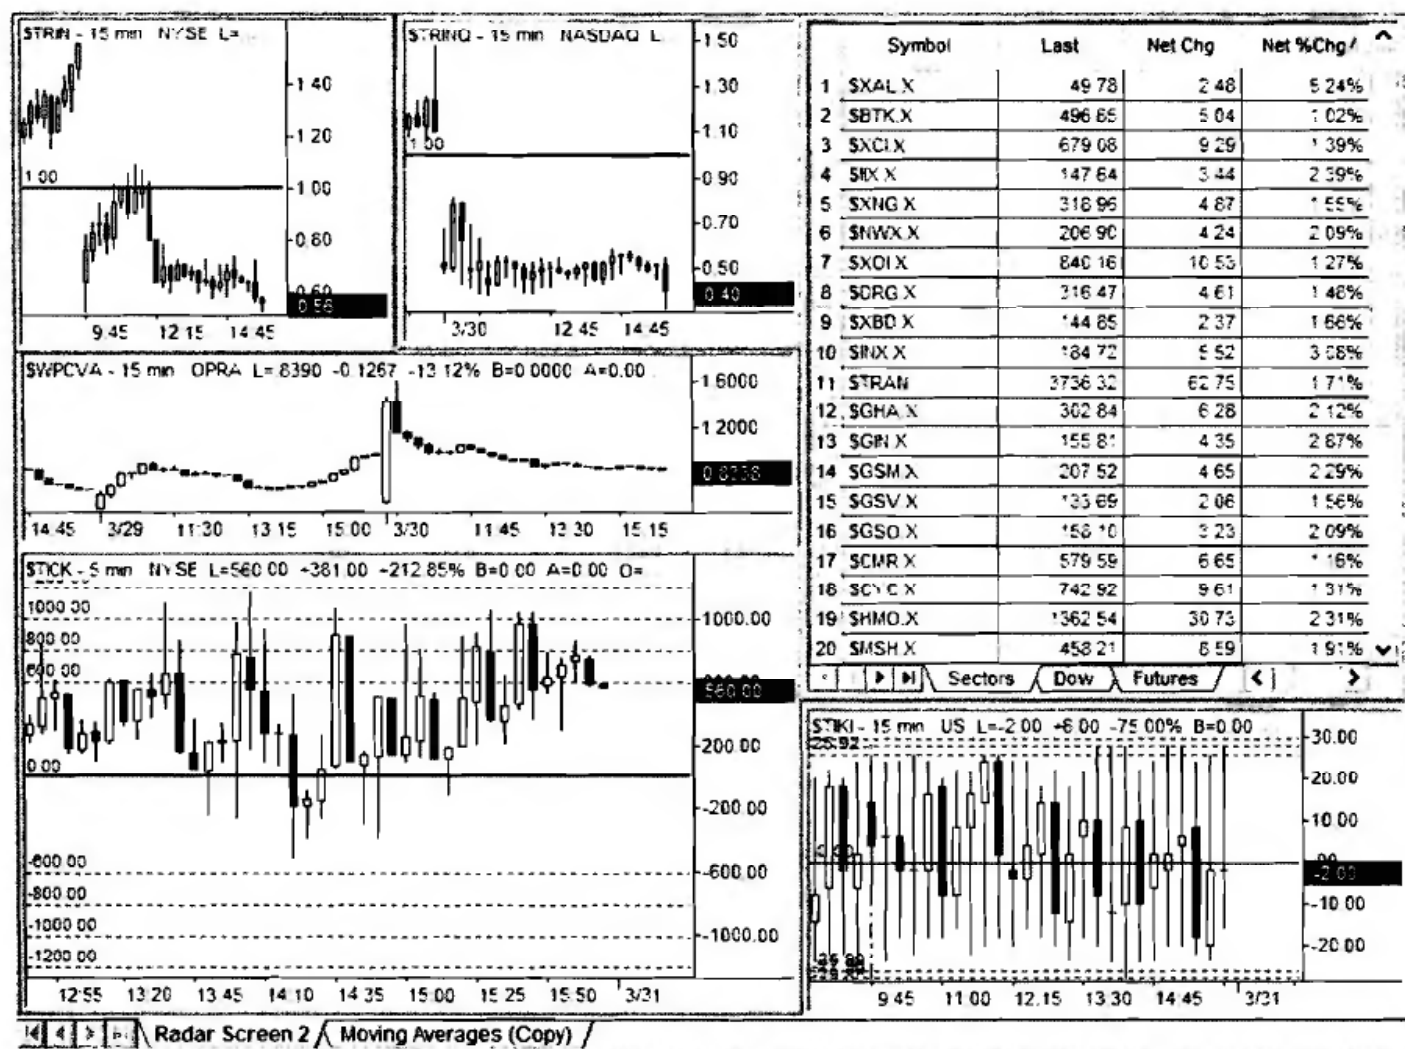 $TRIN - 15 min NYSE L=
1 40
1 20
1 00
1 00
0 80
0 60
0 56
9 45 12 15 14 45
$TRINQ - 15 min NASDAQ L
1 50
1 30
1 10
1 00
0 90
0 70
0 50
0 40
3/30 12 45 14 45
$WPCVA - 15 min OPRA L=.8390 -0.1267 -13 12% B=0.0000 A=0.00
1 6000
1 2000
14.45 3/29 11:30 13 15 15.00 3/30 11 45 13 30 15.15
$TICK - 5 min NYSE L=560 00 +381.00 +212.85% B=0 00 A=0 00 O=
1000 00
800 00
600 00
0.00
-600 00
-800.00
-1000 00
-1200 00
1000.00
560 00
200.00
-200 00
-600.00
-1000.00
12:55 13 20 13 45 14 10 14 35 15 00 15 25 15 50 3/31
Symbol Last Net Chg Net %Chg
1 $XAL X 49 78 2 48 5 24%
2 $BTK.X 496 65 5 04 1 02%
3 $XCI.X 679 08 9 29 1 39%
4 $IIX X 147 64 3 44 2 39%
5 $XNG X 318 96 4 87 1 55%
6 $NWX.X 206 90 4 24 2 09%
7 $XOI X 840 16 10 53 1 27%
8 $DRG X 316 47 4 61 1 48%
9 $XBD X 144 85 2 37 1 66%
10 $INX X 184 72 5 52 3 08%
11 $TRAN 3736 32 62 75 1 71%
12 $GHA X 302 84 6 28 2 12%
13 $GIN X 155 81 4 35 2 87%
14 $GSM X 207 52 4 65 2 29%
15 $GSV X 133 69 2 06 1 56%
16 $GSO X 158 10 3 23 2 09%
17 $CMR X 579 59 6 65 1 16%
18 $CYC X 742 92 9 61 1 31%
19 $HMO.X 1362 54 30 73 2 31%
20 $MSH X 458 21 8 59 1 91%
Sectors Dow Futures
$TIKI - 15 min US L=-2 00 +6.00 -75 00% B=0.00
25.92
30.00
20.00
10 00
-2 00
-10 00
-20 00
9 45 11 00 12.15 13 30 14 45 3/31
Radar Screen 2 Moving Averages (Copy)